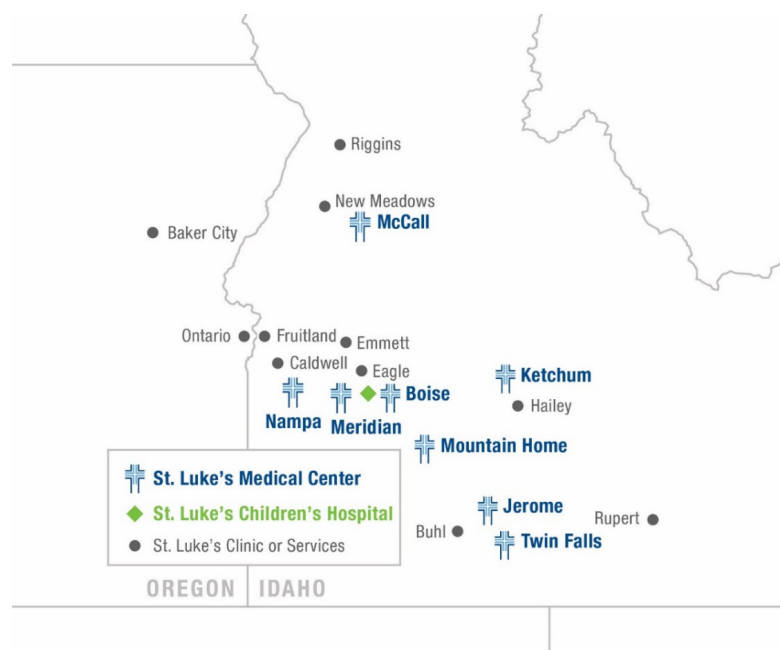 Riggins
New Meadows
McCall
Baker City
Ontario
Fruitland
Emmett
Caldwell
Eagle
Ketchum
Nampa
Meridian
Boise
Hailey
Mountain Home
St. Luke's Medical Center
St. Luke's Children's Hospital
St. Luke's Clinic or Services
Jerome
Buhl
Twin Falls
Rupert
OREGON
IDAHO